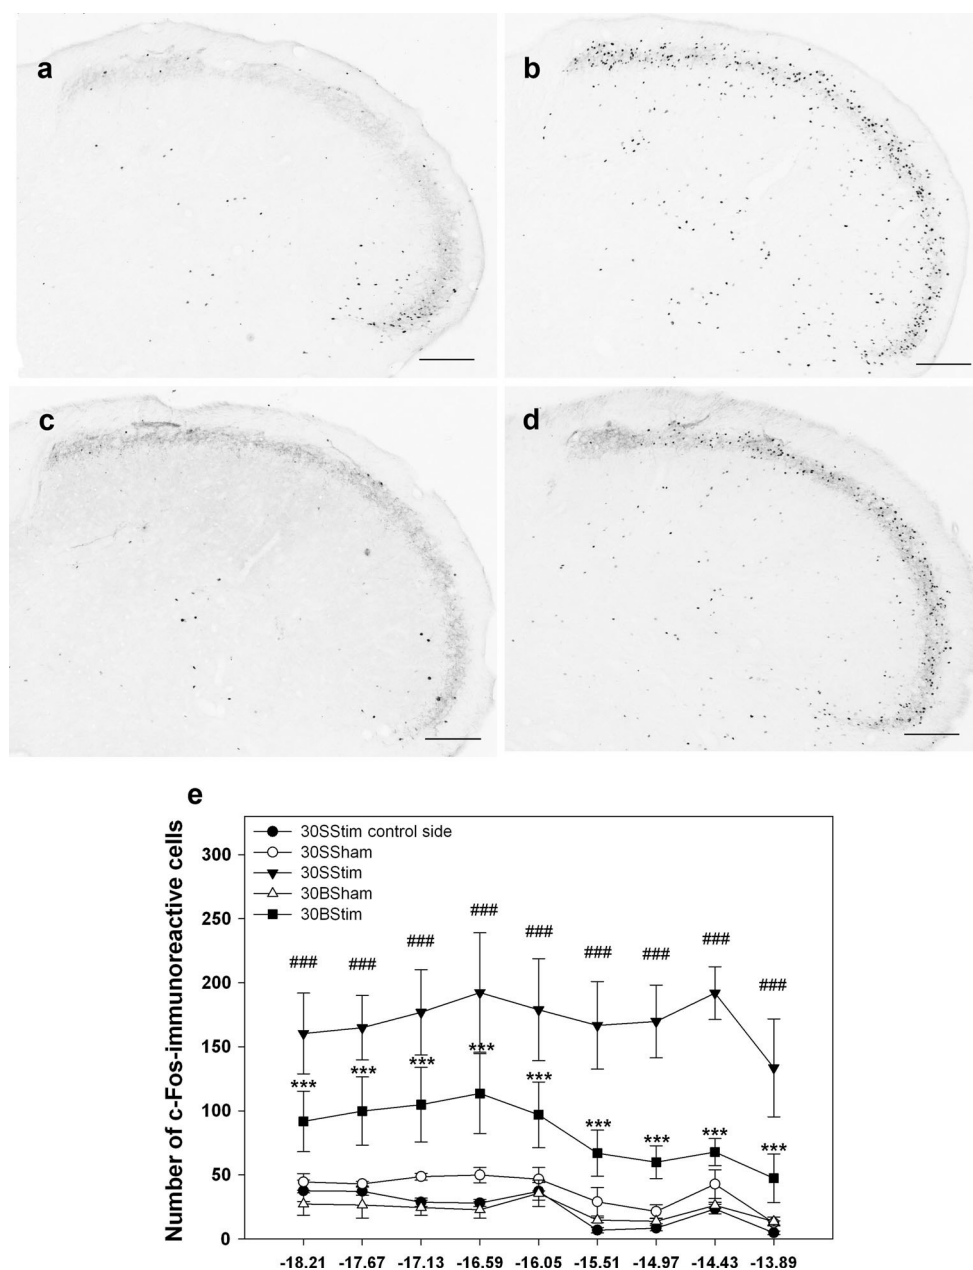 a
b
c
d
e
Number of c-Fos-immunoreactive cells
30SStim control side
30SSham
30SStim
30BSham
30BStim
300
250
200
150
100
50
0
### ### ### ### ### ### ### ### ###
*** *** *** *** *** *** *** *** ***
-18.21 -17.67 -17.13 -16.59 -16.05 -15.51 -14.97 -14.43 -13.89